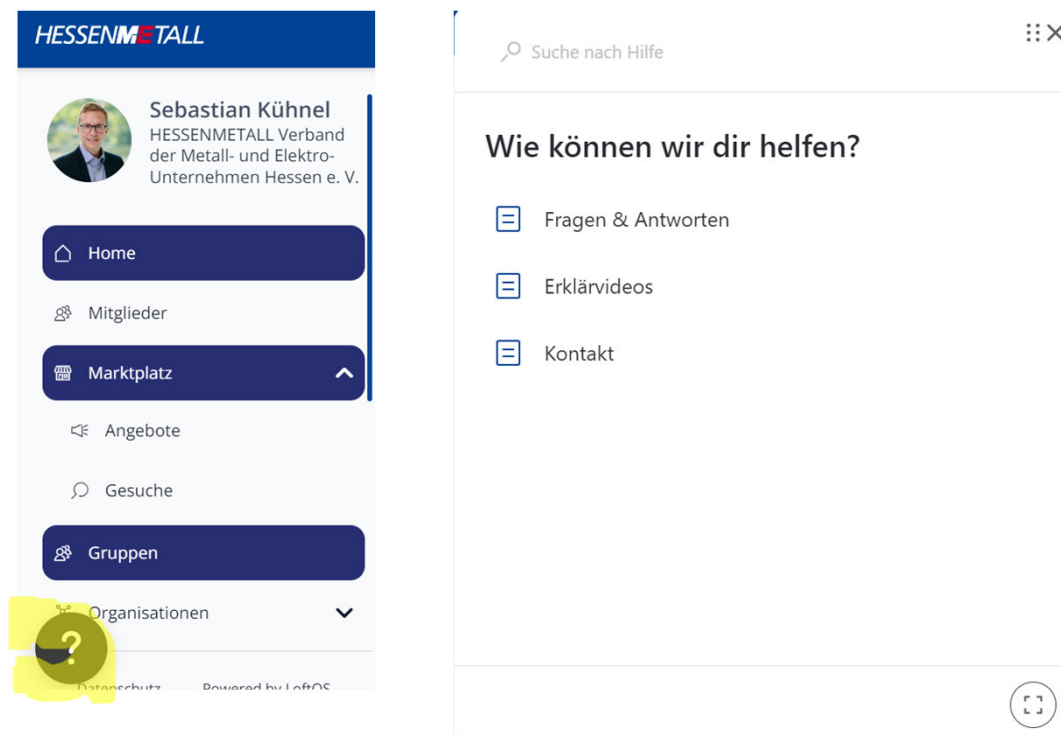 HESSENMETALL
Sebastian Kühnel
HESSENMETALL Verband
der Metall- und Elektro-
Unternehmen Hessen e. V.
Home
Mitglieder
Marktplatz
Angebote
Gesuche
Gruppen
Organisationen
?
Datenschutz Powered by LoftOS
Suche nach Hilfe
Wie können wir dir helfen?
Fragen & Antworten
Erklärvideos
Kontakt